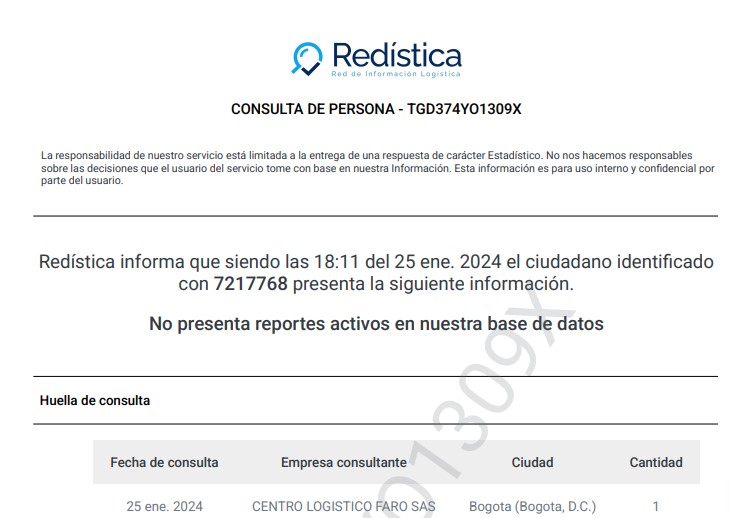 Redística
Red de Información Logística
CONSULTA DE PERSONA - TGD374YO1309X
La responsabilidad de nuestro servicio está limitada a la entrega de una respuesta de carácter Estadístico. No nos hacemos responsables
sobre las decisiones que el usuario del servicio tome con base en nuestra Información. Esta información es para uso interno y confidencial por
parte del usuario.
Redística informa que siendo las 18:11 del 25 ene. 2024 el ciudadano identificado
con 7217768 presenta la siguiente información.
No presenta reportes activos en nuestra base de datos
Huella de consulta
Fecha de consulta Empresa consultante Ciudad Cantidad
25 ene. 2024 CENTRO LOGISTICO FARO SAS Bogota (Bogota, D.C.) 1
O1309X